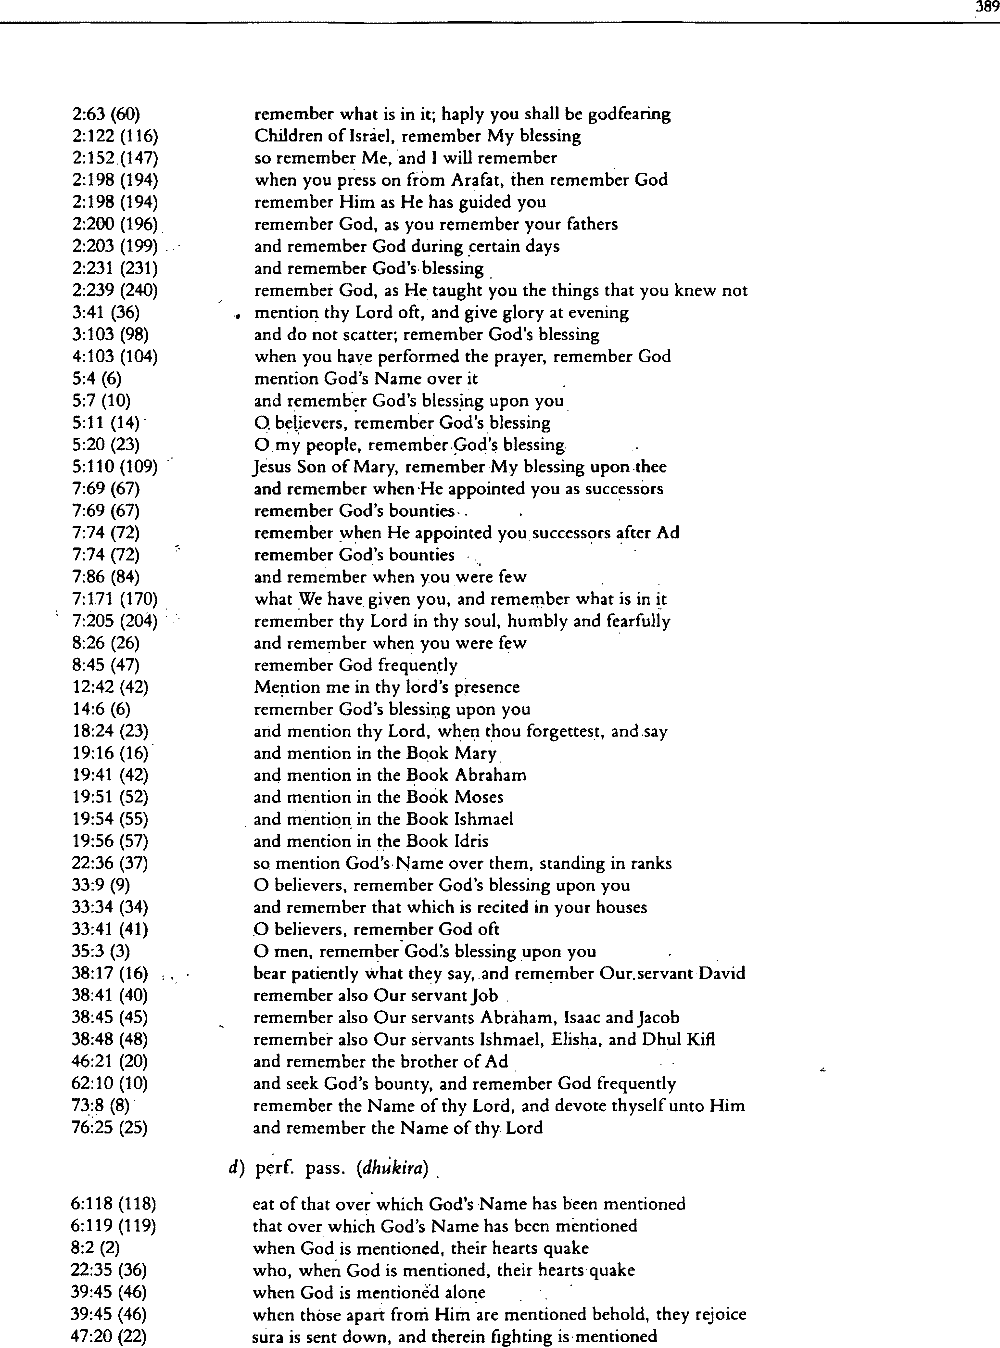 389
2:63 (60) remember what is in it; haply you shall be godfearing
2:122 (116) Children of Israel, remember My blessing
2:152 (147) so remember Me, and I will remember
2:198 (194) when you press on from Arafat, then remember God
2:198 (194) remember Him as He has guided you
2:200 (196) remember God, as you remember your fathers
2:203 (199) and remember God during certain days
2:231 (231) and remember God's blessing
2:239 (240) remember God, as He taught you the things that you knew not
3:41 (36) mention thy Lord oft, and give glory at evening
3:103 (98) and do not scatter; remember God's blessing
4:103 (104) when you have performed the prayer, remember God
5:4 (6) mention God's Name over it
5:7 (10) and remember God's blessing upon you
5:11 (14) O believers, remember God's blessing
5:20 (23) O my people, remember God's blessing
5:110 (109) Jesus Son of Mary, remember My blessing upon thee
7:69 (67) and remember when He appointed you as successors
7:69 (67) remember God's bounties
7:74 (72) remember when He appointed you successors after Ad
7:74 (72) remember God's bounties
7:86 (84) and remember when you were few
7:171 (170) what We have given you, and remember what is in it
7:205 (204) remember thy Lord in thy soul, humbly and fearfully
8:26 (26) and remember when you were few
8:45 (47) remember God frequently
12:42 (42) Mention me in thy lord's presence
14:6 (6) remember God's blessing upon you
18:24 (23) and mention thy Lord, when thou forgettest, and say
19:16 (16) and mention in the Book Mary
19:41 (42) and mention in the Book Abraham
19:51 (52) and mention in the Book Moses
19:54 (55) and mention in the Book Ishmael
19:56 (57) and mention in the Book Idris
22:36 (37) so mention God's Name over them, standing in ranks
33:9 (9) O believers, remember God's blessing upon you
33:34 (34) and remember that which is recited in your houses
33:41 (41) O believers, remember God oft
35:3 (3) O men, remember God's blessing upon you
38:17 (16) bear patiently what they say, and remember Our servant David
38:41 (40) remember also Our servant Job
38:45 (45) remember also Our servants Abraham, Isaac and Jacob
38:48 (48) remember also Our servants Ishmael, Elisha, and Dhul Kifl
46:21 (20) and remember the brother of Ad
62:10 (10) and seek God's bounty, and remember God frequently
73:8 (8) remember the Name of thy Lord, and devote thyself unto Him
76:25 (25) and remember the Name of thy Lord
d) perf. pass. (dhukira)
6:118 (118) eat of that over which God's Name has been mentioned
6:119 (119) that over which God's Name has been mentioned
8:2 (2) when God is mentioned, their hearts quake
22:35 (36) who, when God is mentioned, their hearts quake
39:45 (46) when God is mentioned alone
39:45 (46) when those apart from Him are mentioned behold, they rejoice
47:20 (22) sura is sent down, and therein fighting is mentioned